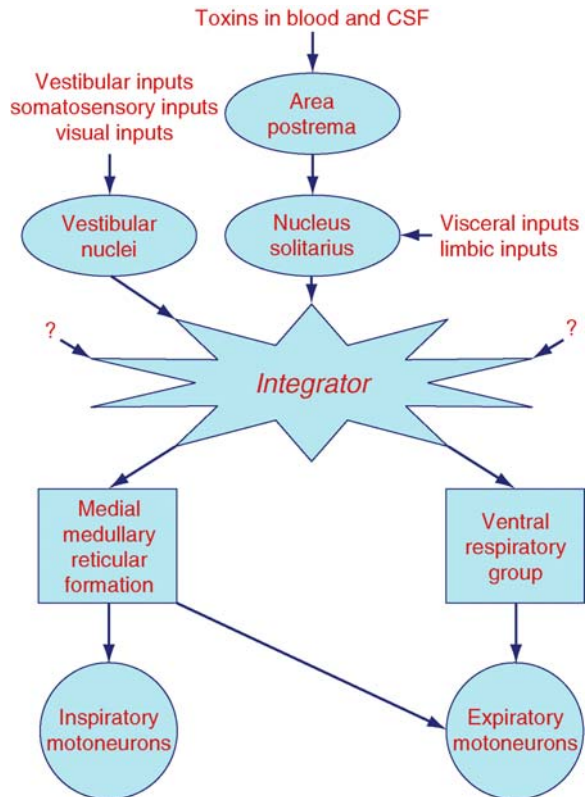 Toxins in blood and CSF
Vestibular inputs
somatosensory inputs
visual inputs
Area
postrema
Vestibular
nuclei
Nucleus
solitarius
Visceral inputs
limbic inputs
?
?
Integrator
Medial
medullary
reticular
formation
Ventral
respiratory
group
Inspiratory
motoneurons
Expiratory
motoneurons